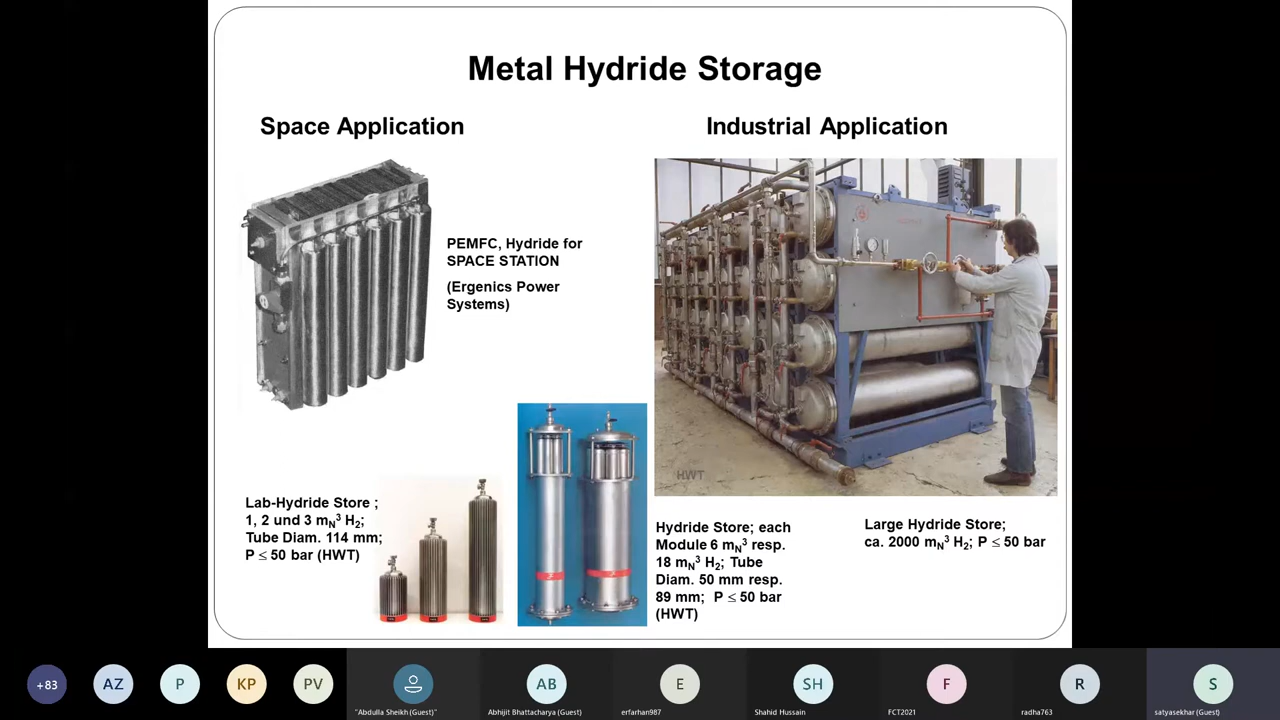 Metal Hydride Storage
Space Application
Industrial Application
PEMFC, Hydride for
SPACE STATION
(Ergenics Power
Systems)
HWT
Lab-Hydride Store ;
1, 2 und 3 m_N³ H₂;
Tube Diam. 114 mm;
P ≤ 50 bar (HWT)
Hydride Store; each
Module 6 m_N³ resp.
18 m_N³ H₂; Tube
Diam. 50 mm resp.
89 mm; P ≤ 50 bar
(HWT)
Large Hydride Store;
ca. 2000 m_N³ H₂; P ≤ 50 bar
+83
AZ
P
KP
PV
"Abdulla Sheikh (Guest)"
AB
Abhijit Bhattacharya (Guest)
E
erfarhan987
SH
Shahid Hussain
F
FCT2021
R
radha763
S
satyasekhar (Guest)